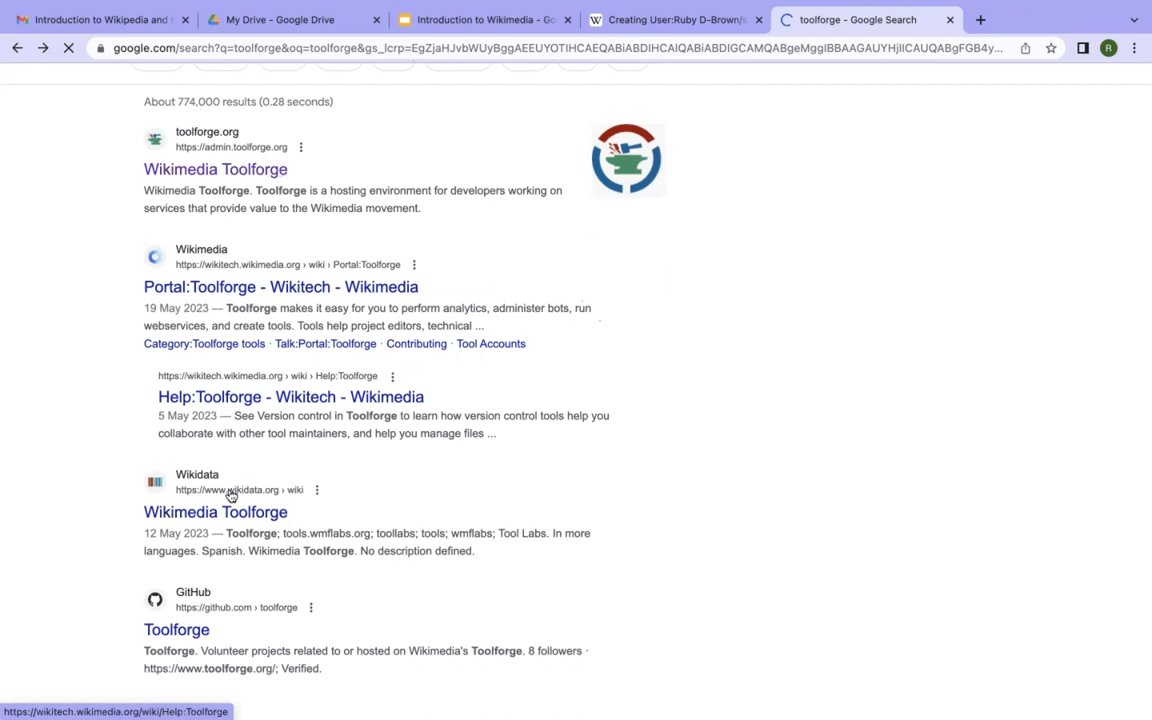 Introduction to Wikipedia and
My Drive - Google Drive
Introduction to Wikimedia - Go
Creating User:Ruby D-Brown/s
toolforge - Google Search
google.com/search?q=toolforge&oq=toolforge&gs_lcrp=EgZjaHJvbWUyBggAEEUYOTIHCAEQABiABDIHCAIQABiABDIGCAMQABgeMggIBBAAGAUYHjIICAUQABgFGB4y...
R
About 774,000 results (0.28 seconds)
toolforge.org
https://admin.toolforge.org
Wikimedia Toolforge
Wikimedia Toolforge. Toolforge is a hosting environment for developers working on
services that provide value to the Wikimedia movement.
Wikimedia
https://wikitech.wikimedia.org › wiki › Portal:Toolforge
Portal:Toolforge - Wikitech - Wikimedia
19 May 2023 — Toolforge makes it easy for you to perform analytics, administer bots, run
webservices, and create tools. Tools help project editors, technical ...
Category:Toolforge tools · Talk:Portal:Toolforge · Contributing · Tool Accounts
https://wikitech.wikimedia.org › wiki › Help:Toolforge
Help:Toolforge - Wikitech - Wikimedia
5 May 2023 — See Version control in Toolforge to learn how version control tools help you
collaborate with other tool maintainers, and help you manage files ...
Wikidata
https://www.wikidata.org › wiki
Wikimedia Toolforge
12 May 2023 — Toolforge; tools.wmflabs.org; toollabs; tools; wmflabs; Tool Labs. In more
languages. Spanish. Wikimedia Toolforge. No description defined.
GitHub
https://github.com › toolforge
Toolforge
Toolforge. Volunteer projects related to or hosted on Wikimedia's Toolforge. 8 followers ·
https://www.toolforge.org/; Verified.
https://wikitech.wikimedia.org/wiki/Help:Toolforge